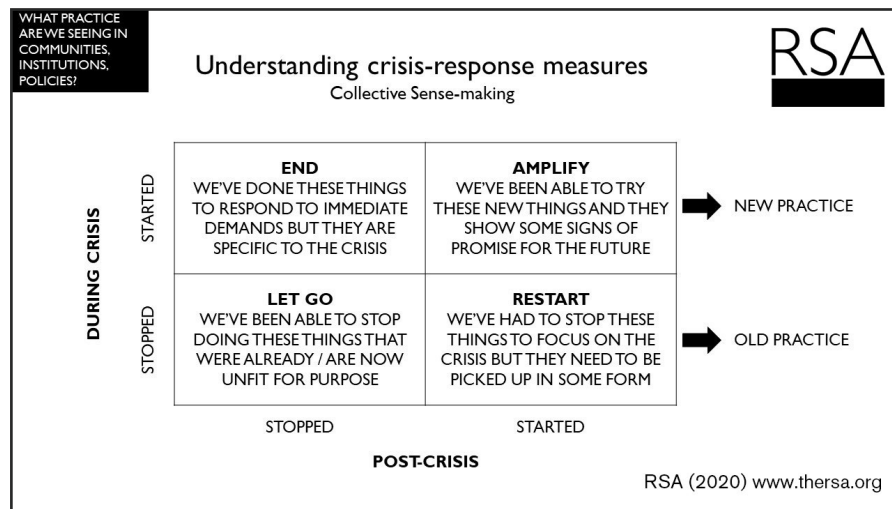 WHAT PRACTICE
ARE WE SEEING IN
COMMUNITIES,
INSTITUTIONS,
POLICIES?
Understanding crisis-response measures
Collective Sense-making
RSA
DURING CRISIS
STARTED
END
WE'VE DONE THESE THINGS
TO RESPOND TO IMMEDIATE
DEMANDS BUT THEY ARE
SPECIFIC TO THE CRISIS
AMPLIFY
WE'VE BEEN ABLE TO TRY
THESE NEW THINGS AND THEY
SHOW SOME SIGNS OF
PROMISE FOR THE FUTURE
NEW PRACTICE
STOPPED
LET GO
WE'VE BEEN ABLE TO STOP
DOING THESE THINGS THAT
WERE ALREADY / ARE NOW
UNFIT FOR PURPOSE
RESTART
WE'VE HAD TO STOP THESE
THINGS TO FOCUS ON THE
CRISIS BUT THEY NEED TO BE
PICKED UP IN SOME FORM
OLD PRACTICE
STOPPED
STARTED
POST-CRISIS
RSA (2020) www.thersa.org